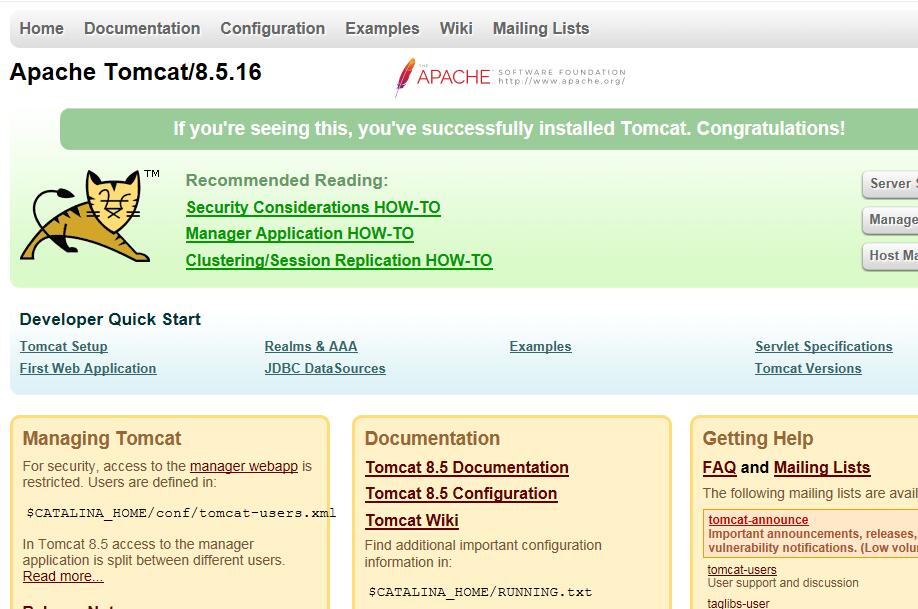 Home Documentation Configuration Examples Wiki Mailing Lists
Apache Tomcat/8.5.16
THE
APACHE SOFTWARE FOUNDATION
http://www.apache.org/
If you're seeing this, you've successfully installed Tomcat. Congratulations!
TM
Recommended Reading:
Security Considerations HOW-TO
Manager Application HOW-TO
Clustering/Session Replication HOW-TO
Server
Manage
Host
Developer Quick Start
Tomcat Setup
First Web Application
Realms & AAA
JDBC DataSources
Examples
Servlet Specifications
Tomcat Versions
Managing Tomcat
For security, access to the manager webapp is
restricted. Users are defined in:
$CATALINA_HOME/conf/tomcat-users.xml
In Tomcat 8.5 access to the manager
application is split between different users.
Read more...
Documentation
Tomcat 8.5 Documentation
Tomcat 8.5 Configuration
Tomcat Wiki
Find additional important configuration
information in:
$CATALINA_HOME/RUNNING.txt
Getting Help
FAQ and Mailing Lists
The following mailing lists are avail
tomcat-announce
Important announcements, releases,
vulnerability notifications. (Low volu
tomcat-users
User support and discussion
taglibs-user